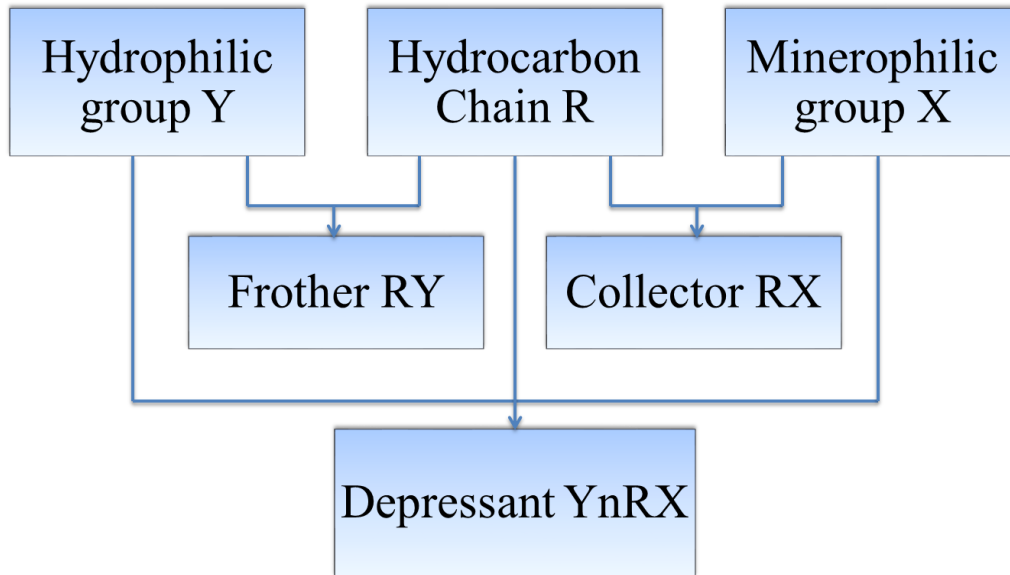 Hydrophilic
group Y
Hydrocarbon
Chain R
Minerophilic
group X
Frother RY
Collector RX
Depressant YnRX